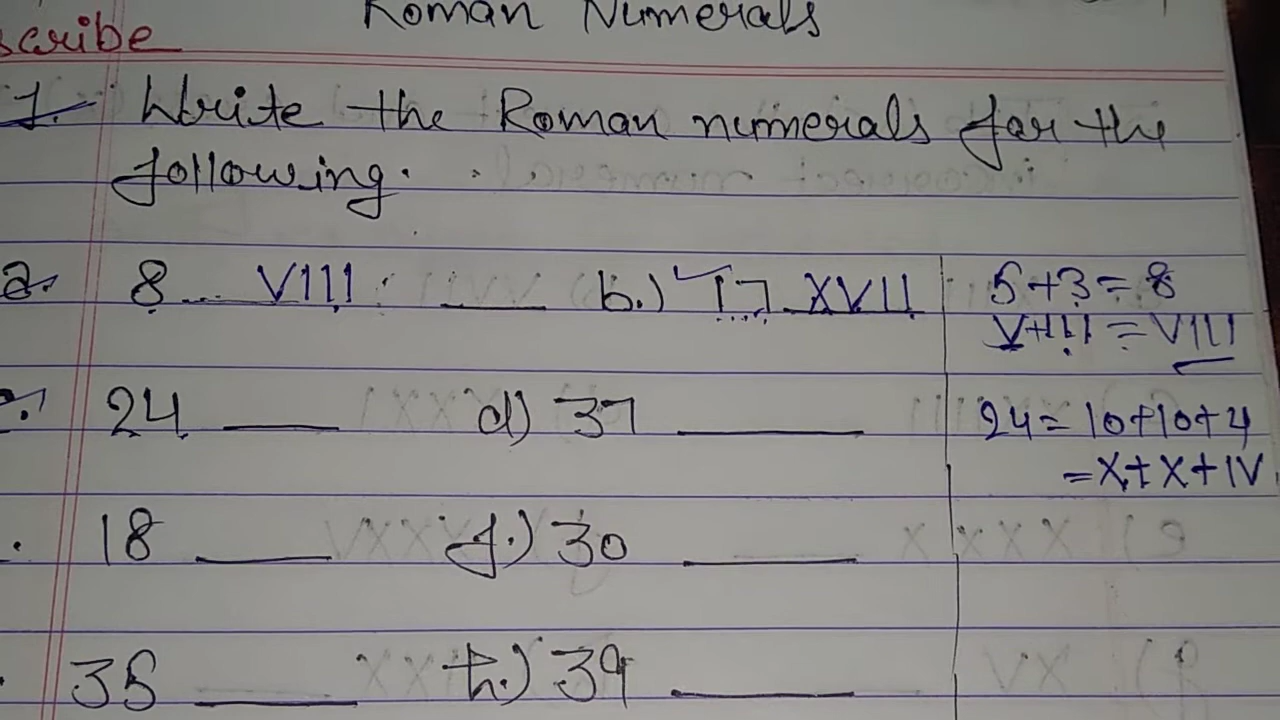 Roman Numerals
scribe
1. Write the Roman numerals for the
following.
a. 8 VIII b.) 17 XVII 5+3=8
V+III = VIII
24 d) 37 24 = 10+10+4
= X+X+IV
18 f.) 30
35 h.) 39